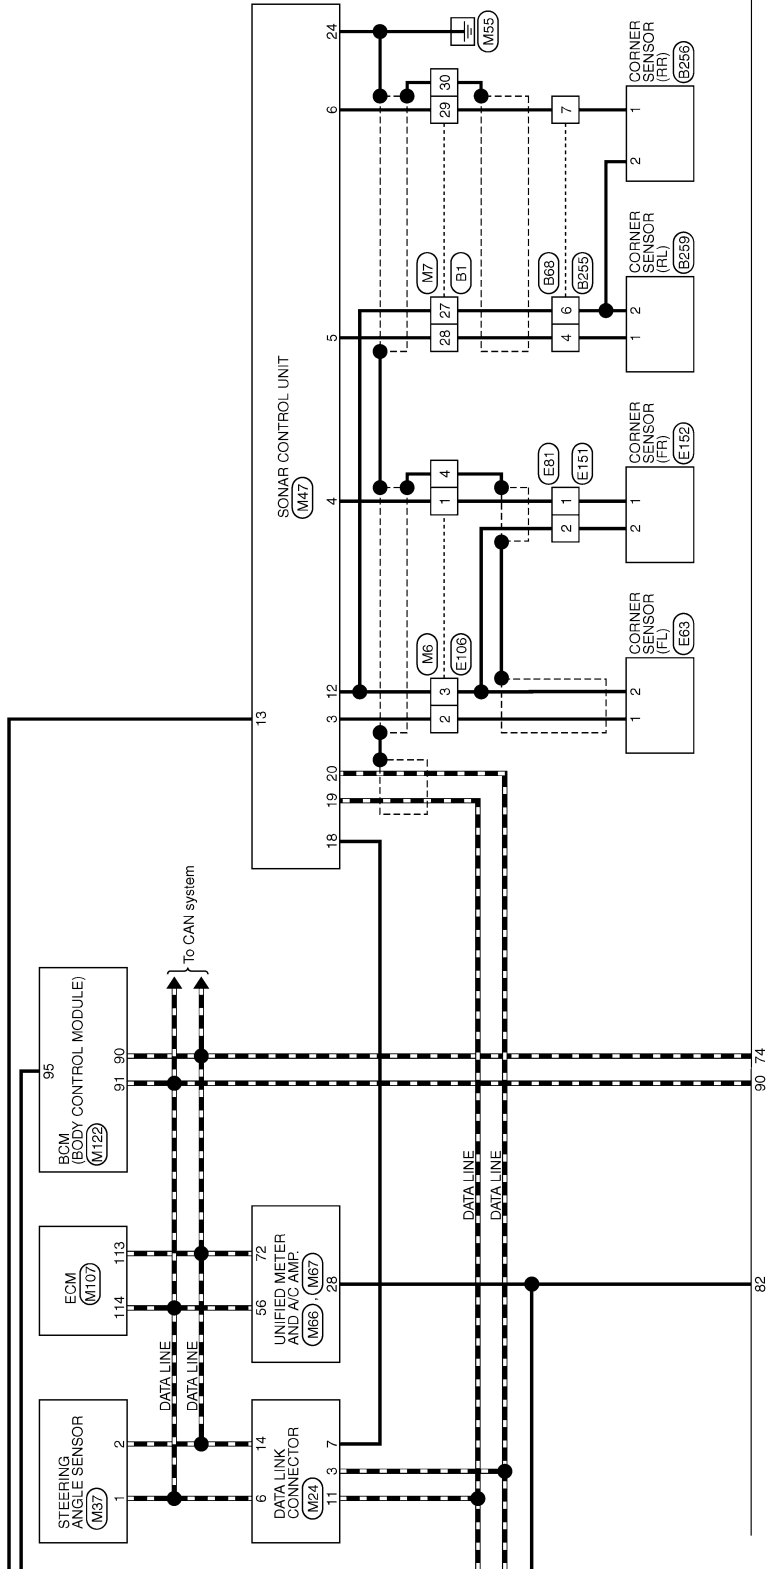 24
M55
6
30
29
7
CORNER
SENSOR
(RR)
B256
1
2
M7
B1
B68
B255
CORNER
SENSOR
(RL)
B259
27
6
2
5
28
4
1
SONAR CONTROL UNIT
M47
4
4
1
E81
E151
1
2
CORNER
SENSOR
(FR)
E152
1
2
M6
E106
CORNER
SENSOR
(FL)
E63
12
3
2
13
3
2
1
20
19
18
To CAN system
BCM
(BODY CONTROL MODULE)
M122
95
90
91
74
90
DATA LINE
DATA LINE
ECM
M107
113
114
72
56
UNIFIED METER
AND A/C AMP.
M66 , M67
28
82
DATA LINE
DATA LINE
STEERING
ANGLE SENSOR
M37
2
1
14
6
DATA LINK
CONNECTOR
M24
7
3
11